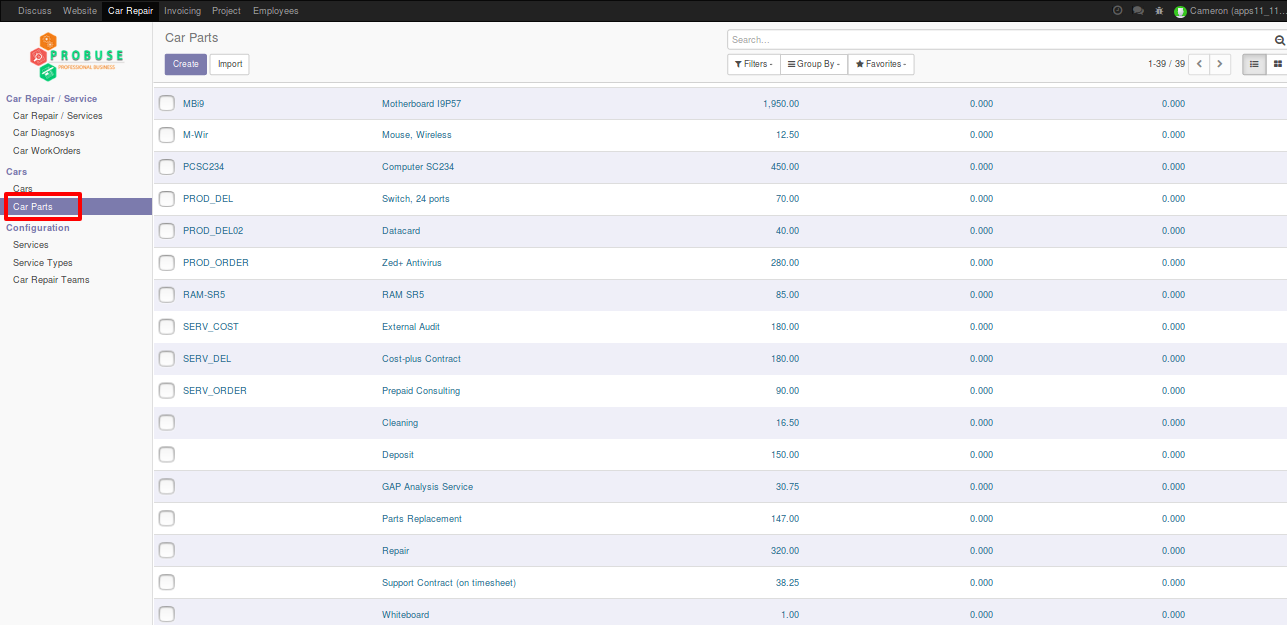 Discuss Website Car Repair Invoicing Project Employees Cameron (apps11_11...
PROBUSE
PROFESSIONAL BUSINESS
Car Repair / Service
Car Repair / Services
Car Diagnosys
Car WorkOrders
Cars
Cars
Car Parts
Configuration
Services
Service Types
Car Repair Teams
Car Parts
Search...
Create Import
Filters Group By Favorites 1-39 / 39
MBi9 Motherboard I9P57 1,950.00 0.000 0.000
M-Wir Mouse, Wireless 12.50 0.000 0.000
PCSC234 Computer SC234 450.00 0.000 0.000
PROD_DEL Switch, 24 ports 70.00 0.000 0.000
PROD_DEL02 Datacard 40.00 0.000 0.000
PROD_ORDER Zed+ Antivirus 280.00 0.000 0.000
RAM-SR5 RAM SR5 85.00 0.000 0.000
SERV_COST External Audit 180.00 0.000 0.000
SERV_DEL Cost-plus Contract 180.00 0.000 0.000
SERV_ORDER Prepaid Consulting 90.00 0.000 0.000
Cleaning 16.50 0.000 0.000
Deposit 150.00 0.000 0.000
GAP Analysis Service 30.75 0.000 0.000
Parts Replacement 147.00 0.000 0.000
Repair 320.00 0.000 0.000
Support Contract (on timesheet) 38.25 0.000 0.000
Whiteboard 1.00 0.000 0.000